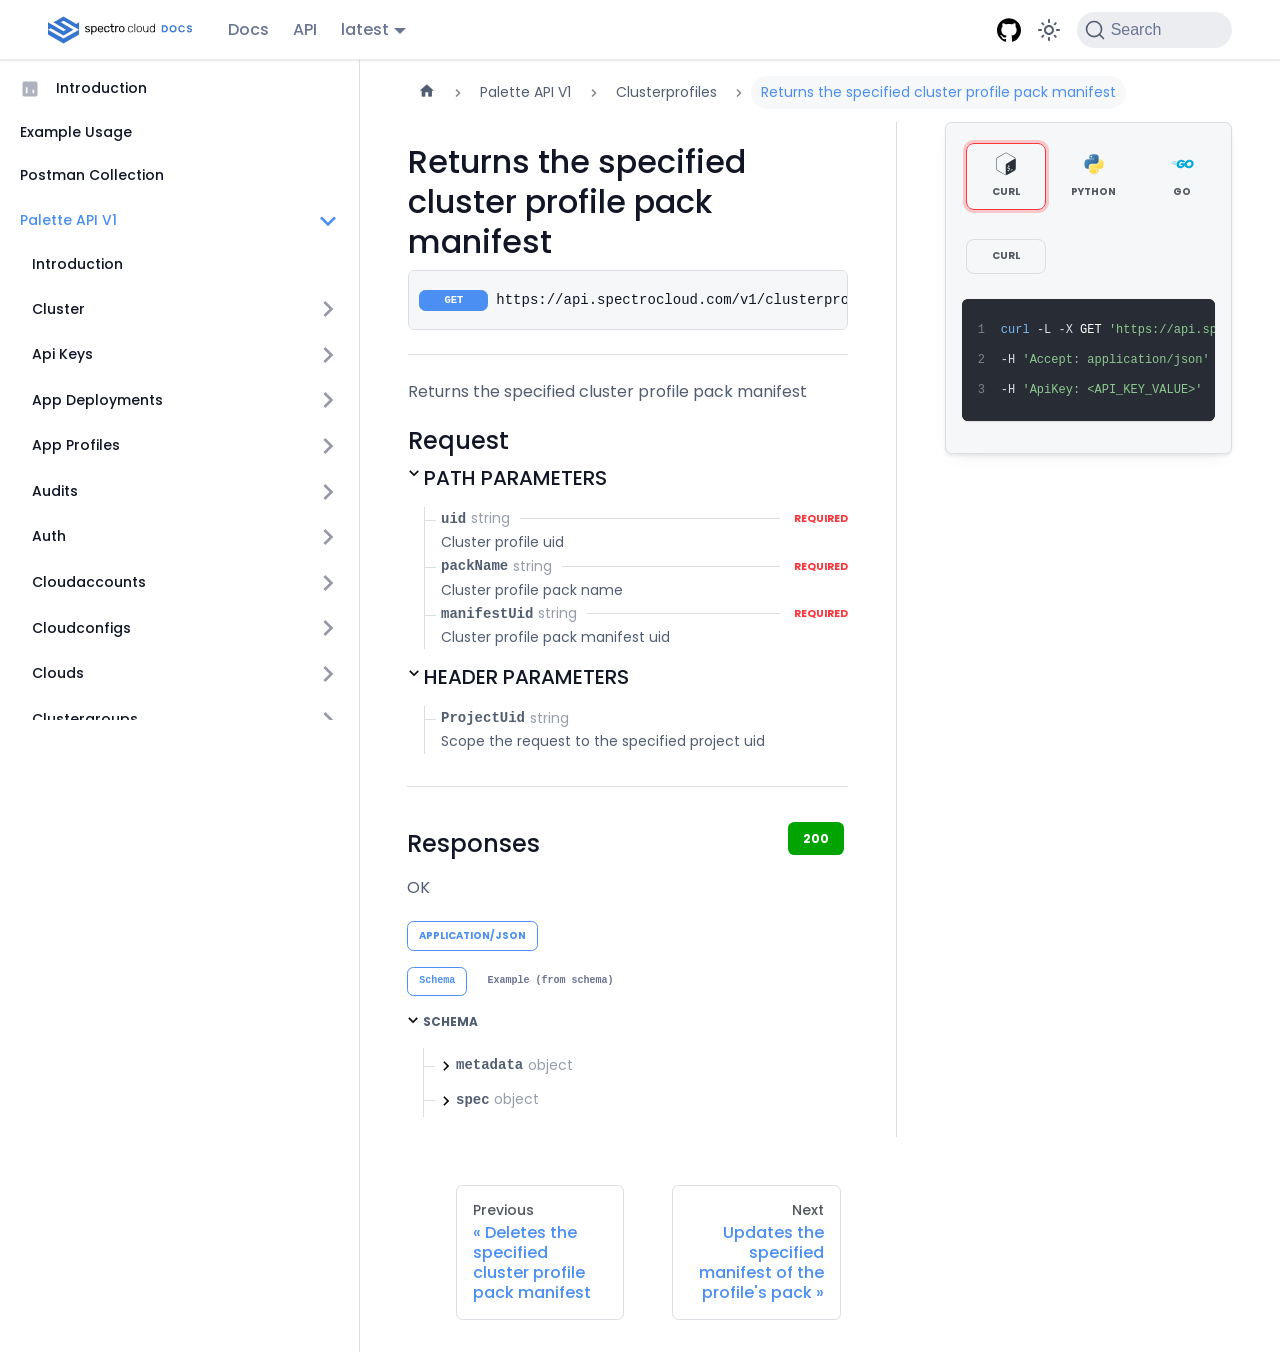 spectro cloud DOCS
Docs
API
latest
Search
Introduction
Example Usage
Postman Collection
Palette API V1
Introduction
Cluster
Api Keys
App Deployments
App Profiles
Audits
Auth
Cloudaccounts
Cloudconfigs
Clouds
Clustergroups
Palette API V1
Clusterprofiles
Returns the specified cluster profile pack manifest
Returns the specified
cluster profile pack
manifest
GET https://api.spectrocloud.com/v1/clusterpro
Returns the specified cluster profile pack manifest
Request
PATH PARAMETERS
uid string REQUIRED
Cluster profile uid
packName string REQUIRED
Cluster profile pack name
manifestUid string REQUIRED
Cluster profile pack manifest uid
HEADER PARAMETERS
ProjectUid string
Scope the request to the specified project uid
Responses
200
OK
APPLICATION/JSON
Schema
Example (from schema)
SCHEMA
metadata object
spec object
CURL
PYTHON
GO
GO
CURL
1 curl -L -X GET 'https://api.sp
2 -H 'Accept: application/json'
3 -H 'ApiKey: <API_KEY_VALUE>'
Previous
« Deletes the
specified
cluster profile
pack manifest
Next
Updates the
specified
manifest of the
profile's pack »